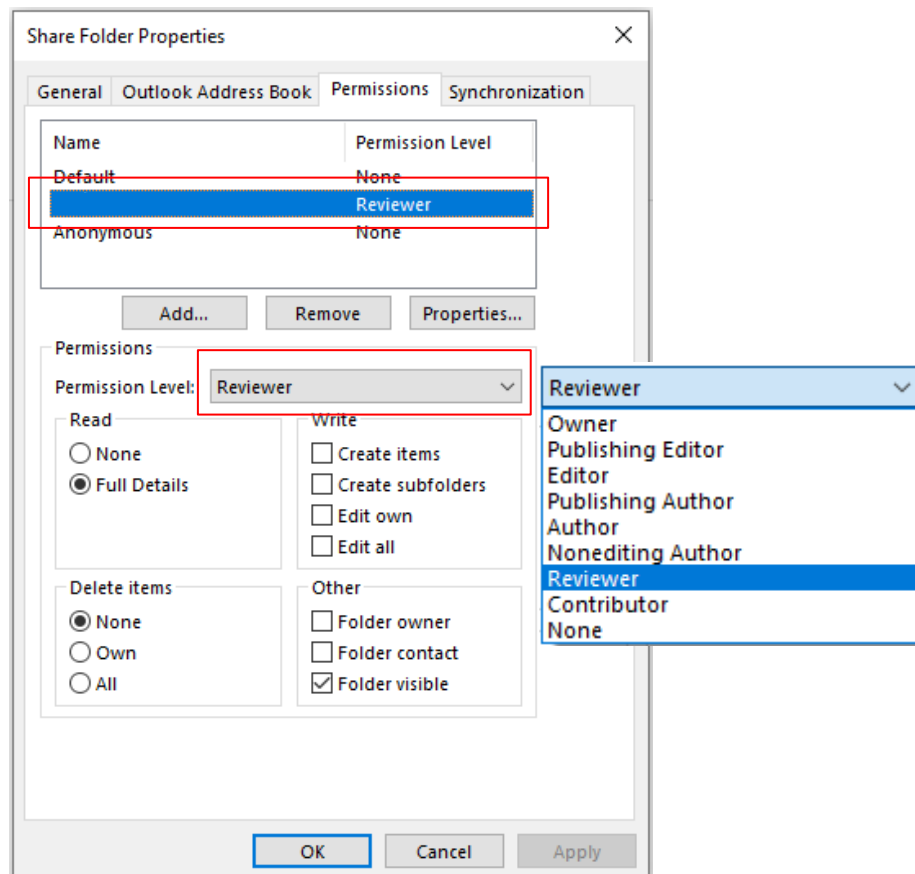 Share Folder Properties
General Outlook Address Book Permissions Synchronization
Name Permission Level
Default None
Reviewer
Anonymous None
Add... Remove Properties...
Permissions
Permission Level: Reviewer
Read
None
Full Details
Write
Create items
Create subfolders
Edit own
Edit all
Delete items
None
Own
All
Other
Folder owner
Folder contact
Folder visible
OK Cancel Apply
Reviewer
Owner
Publishing Editor
Editor
Publishing Author
Author
Nonediting Author
Reviewer
Contributor
None